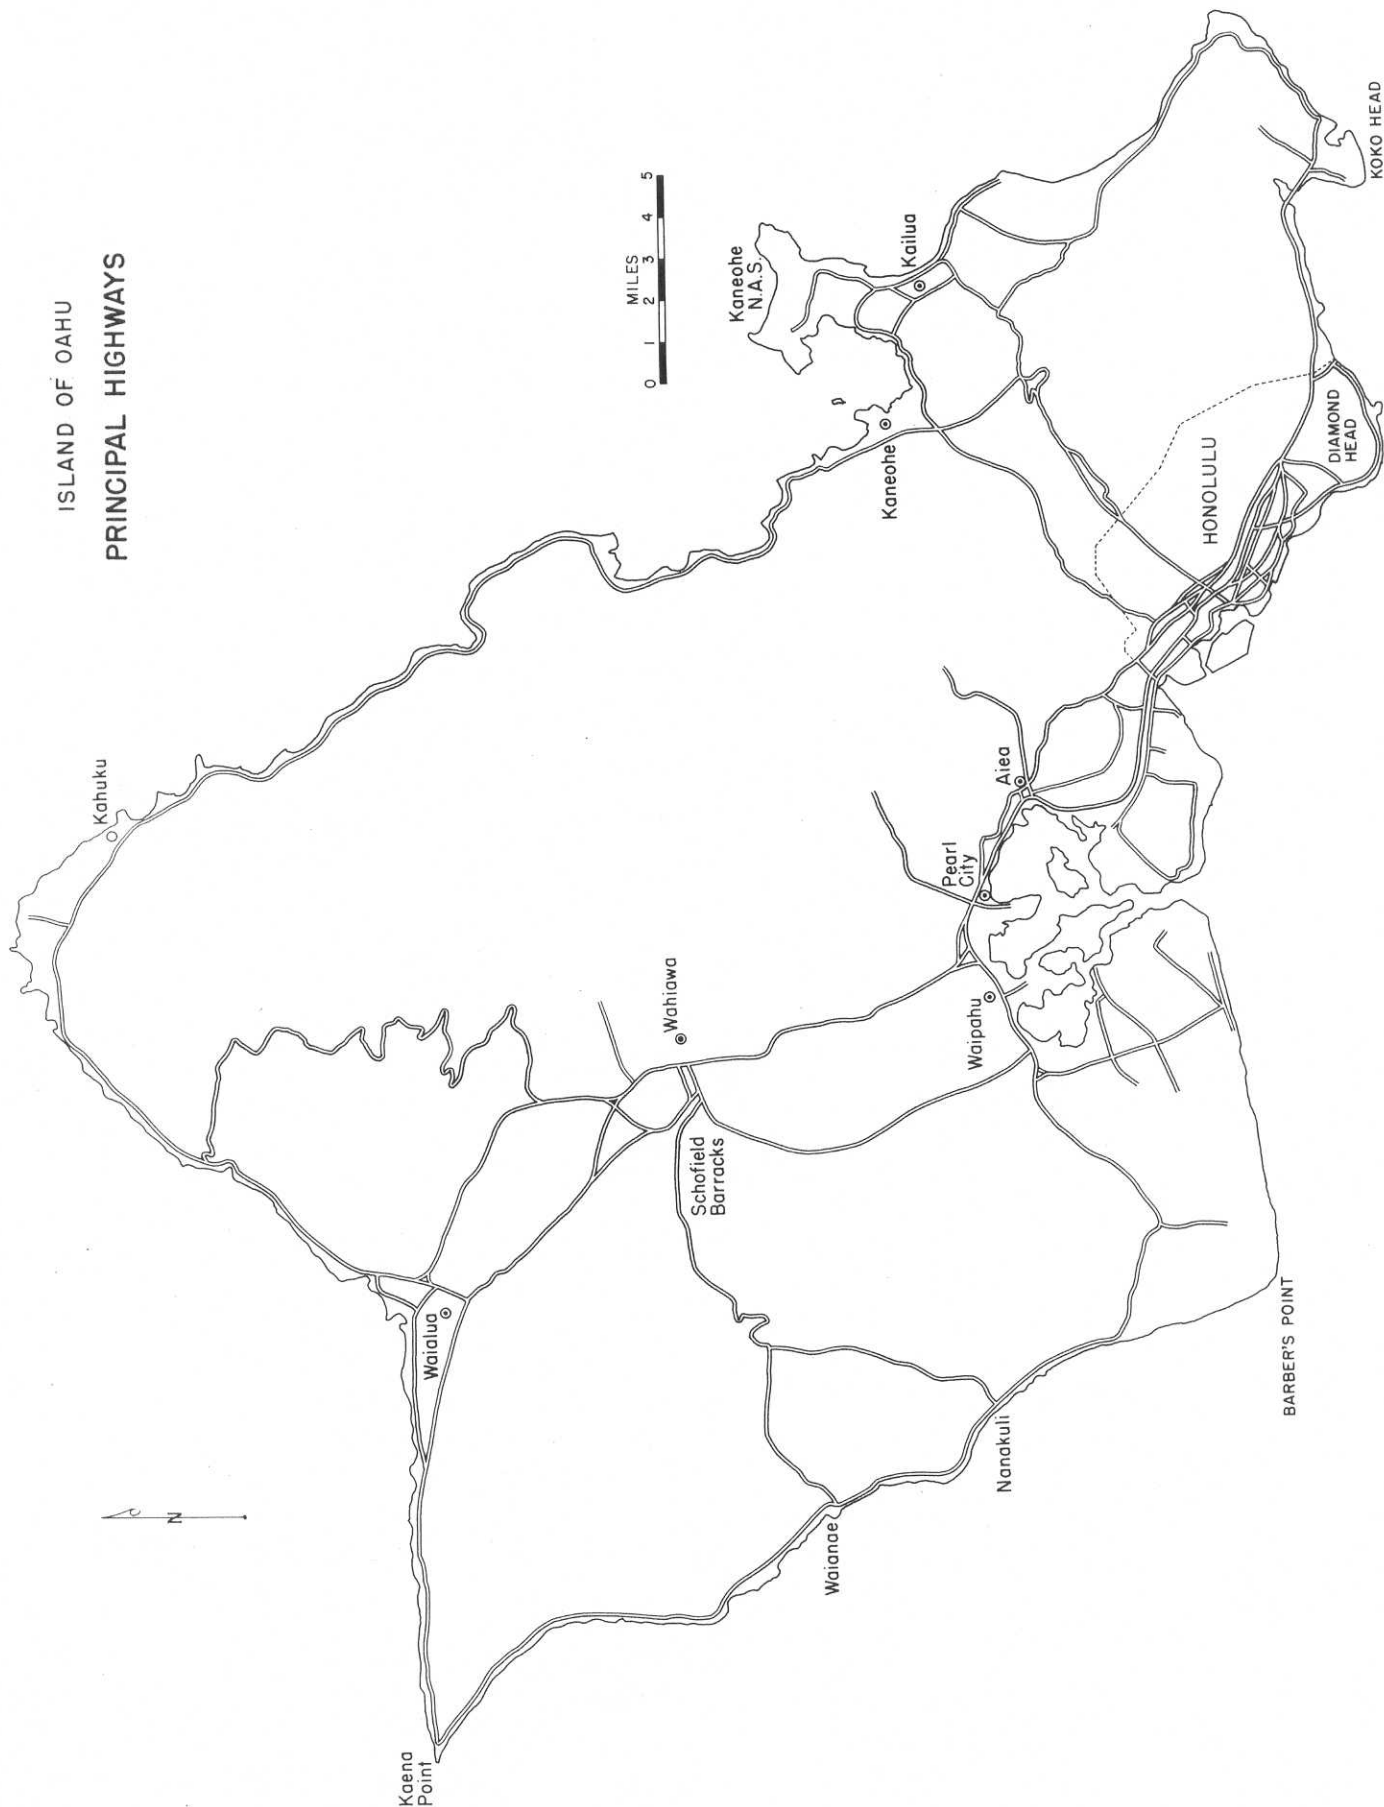 ISLAND OF OAHU
PRINCIPAL HIGHWAYS
N
MILES
0 1 2 3 4 5
Kahuku
Kaena
Point
Waialua
Wahiawa
Schofield
Barracks
Kaneohe
N.A.S.
Kailua
Kaneohe
Waianae
Nanakuli
Waipahu
Pearl
City
Aiea
HONOLULU
DIAMOND
HEAD
BARBER'S POINT
KOKO HEAD